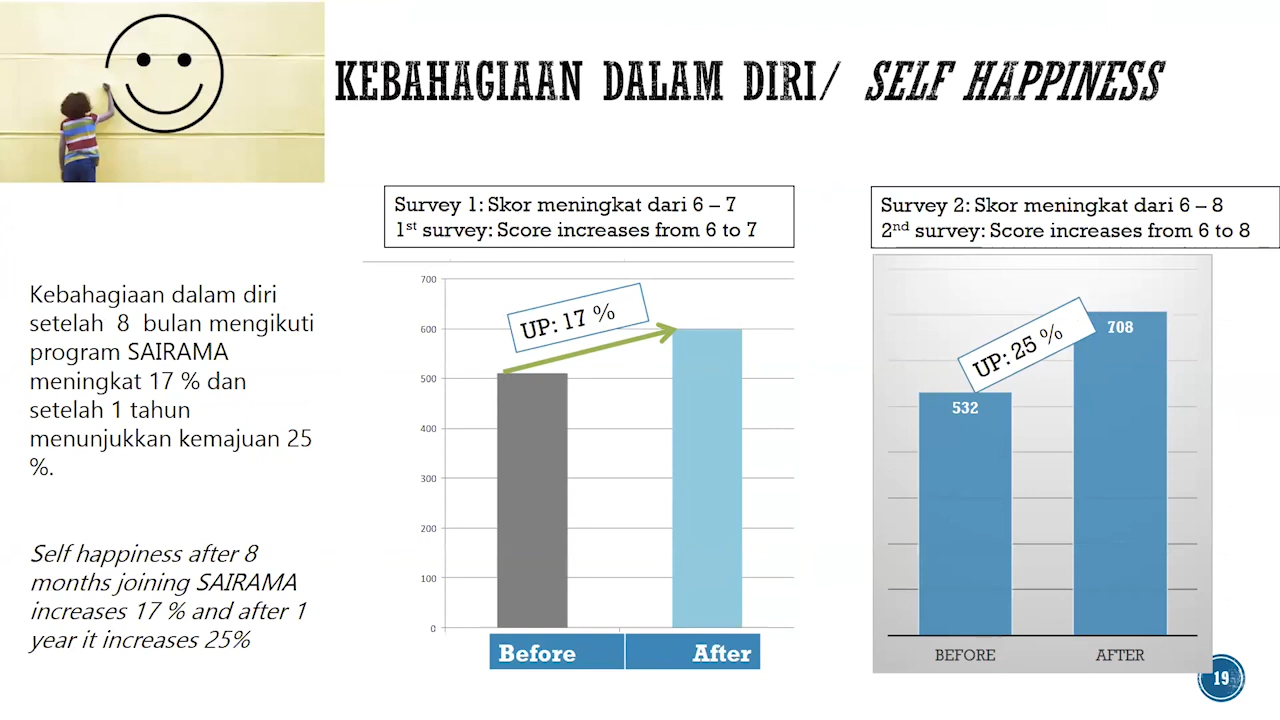 KEBAHAGIAAN DALAM DIRI/ SELF HAPPINESS
Survey 1: Skor meningkat dari 6 – 7
1st survey: Score increases from 6 to 7
Survey 2: Skor meningkat dari 6 – 8
2nd survey: Score increases from 6 to 8
Kebahagiaan dalam diri
setelah 8 bulan mengikuti
program SAIRAMA
meningkat 17 % dan
setelah 1 tahun
menunjukkan kemajuan 25
%.
Self happiness after 8
months joining SAIRAMA
increases 17 % and after 1
year it increases 25%
700
600
500
400
300
200
100
0
UP: 17 %
Before
After
UP: 25 %
532
708
BEFORE
AFTER
19